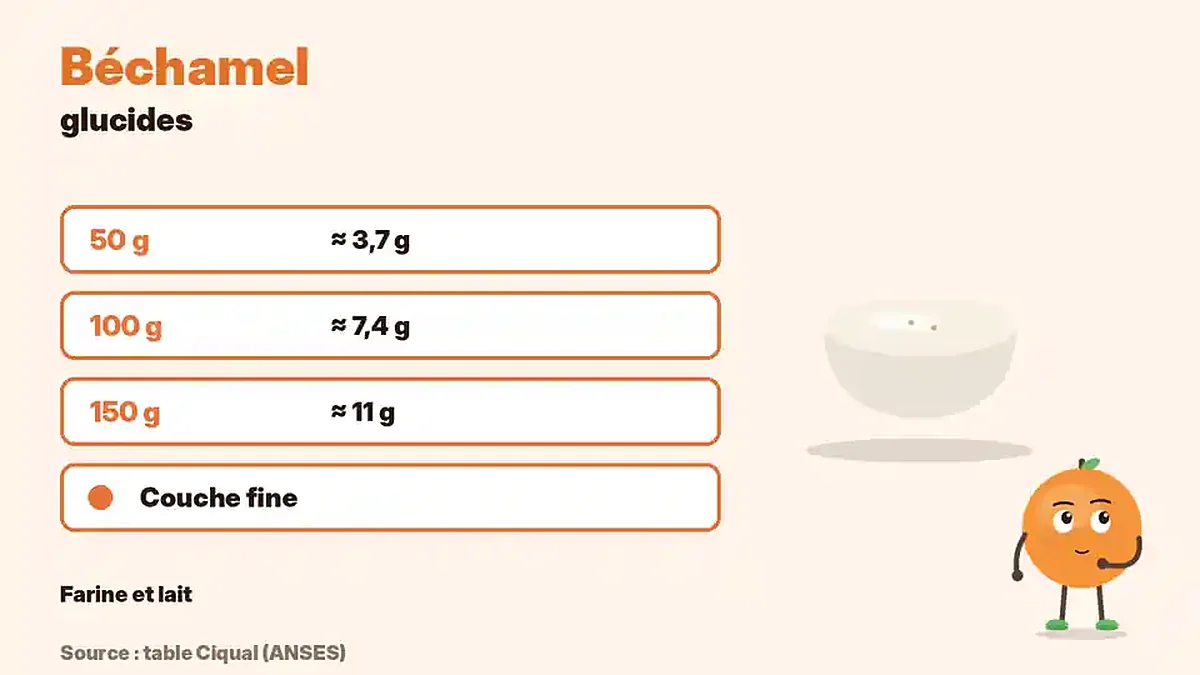 Béchamel
glucides
50 g ≈ 3,7 g
100 g ≈ 7,4 g
150 g ≈ 11 g
Couche fine
Farine et lait
Source : table Ciqual (ANSES)